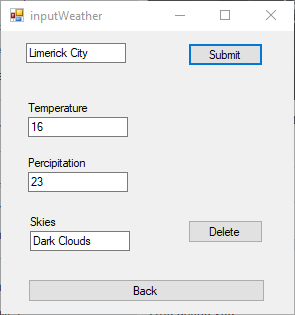 inputWeather
Limerick City
Submit
Temperature
16
Percipitation
23
Skies
Dark Clouds
Delete
Back